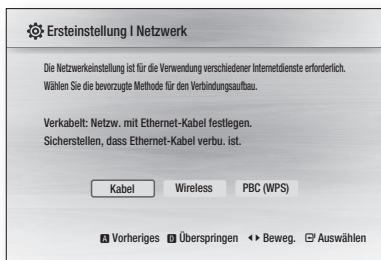 Ersteinstellung I Netzwerk
Die Netzwerkeinstellung ist für die Verwendung verschiedener Internetdienste erforderlich.
Wählen Sie die bevorzugte Methode für den Verbindungsaufbau.
Verkabelt: Netzw. mit Ethernet-Kabel festlegen.
Sicherstellen, dass Ethernet-Kabel verbu. ist.
Kabel Wireless PBC (WPS)
A Vorheriges D Überspringen ◄► Beweg. Auswählen